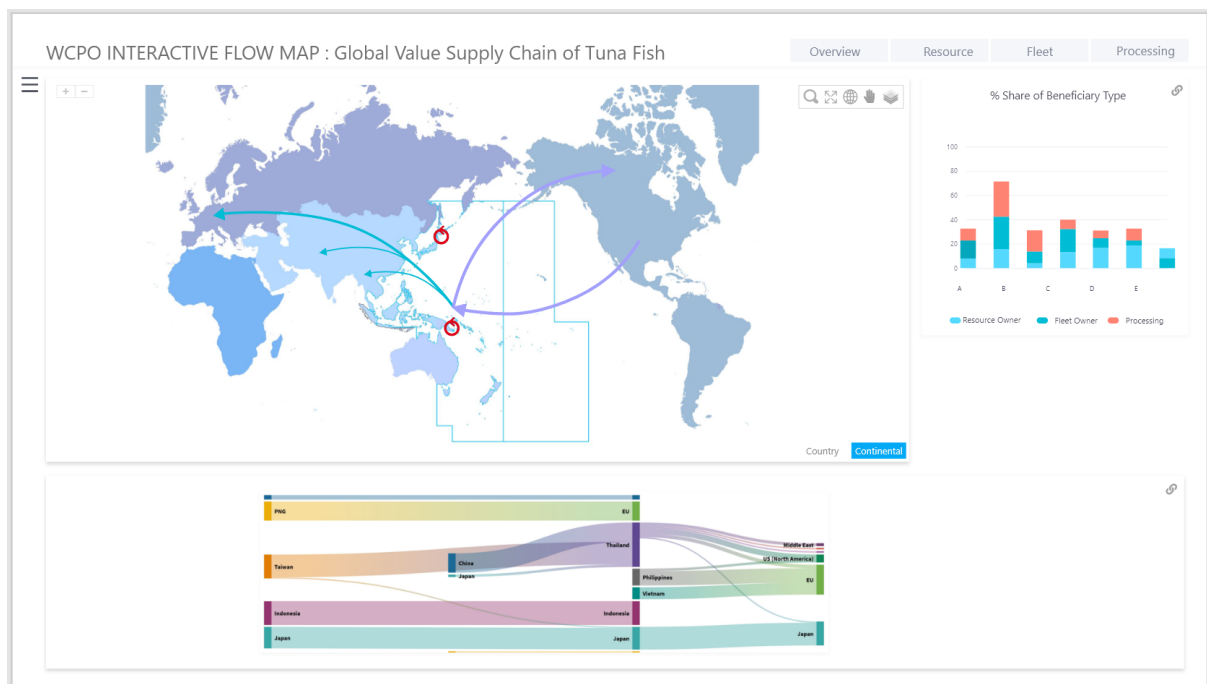 WCPO INTERACTIVE FLOW MAP : Global Value Supply Chain of Tuna Fish
Overview
Resource
Fleet
Processing
+ −
% Share of Beneficiary Type
100
80
60
40
20
0
A B C D E
Resource Owner Fleet Owner Processing
Country Continental
PNG
EU
Thailand
Middle East
US (North America)
Taiwan
China
Japan
Philippines
EU
Vietnam
Indonesia
Indonesia
Japan
Japan
Japan